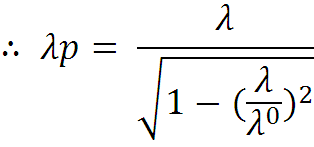 ∴ λp = λ / √(1 − (λ/λ⁰)²)